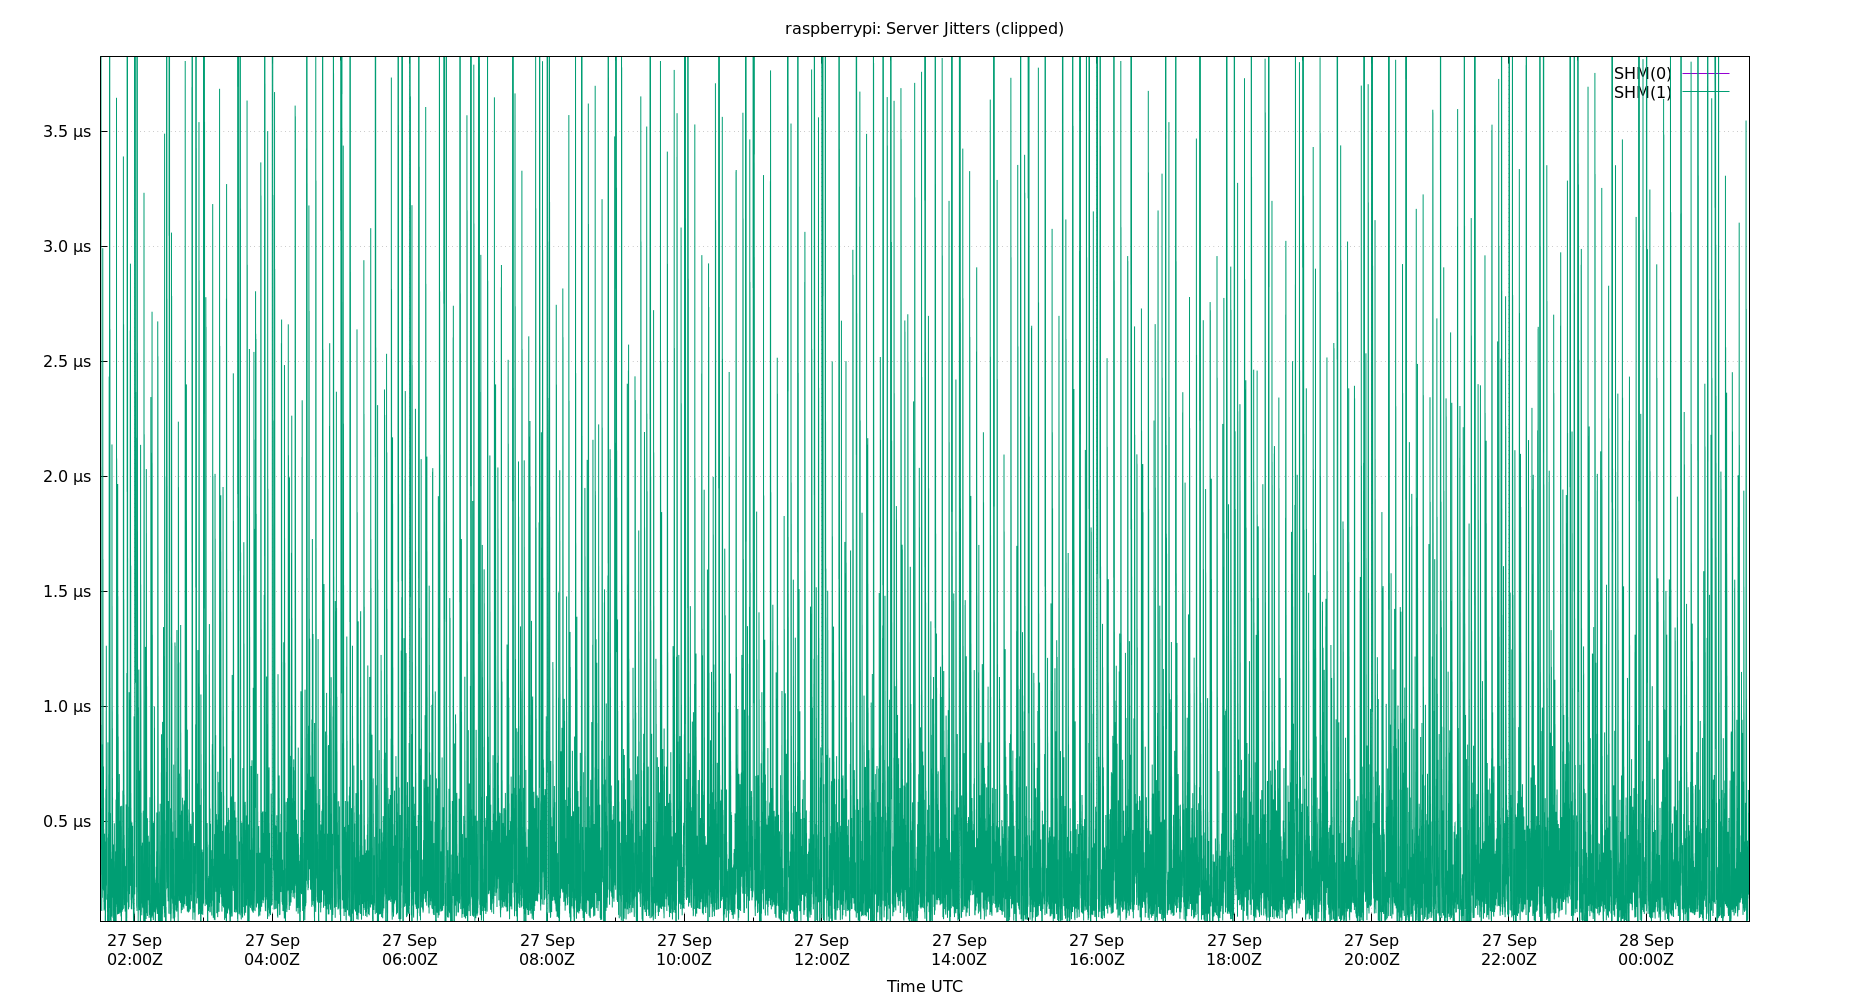 raspberrypi: Server Jitters (clipped)
SHM(0)
SHM(1)
3.5 µs
3.0 µs
2.5 µs
2.0 µs
1.5 µs
1.0 µs
0.5 µs
27 Sep 27 Sep 27 Sep 27 Sep 27 Sep 27 Sep 27 Sep 27 Sep 27 Sep 27 Sep 27 Sep 28 Sep
02:00Z 04:00Z 06:00Z 08:00Z 10:00Z 12:00Z 14:00Z 16:00Z 18:00Z 20:00Z 22:00Z 00:00Z
Time UTC